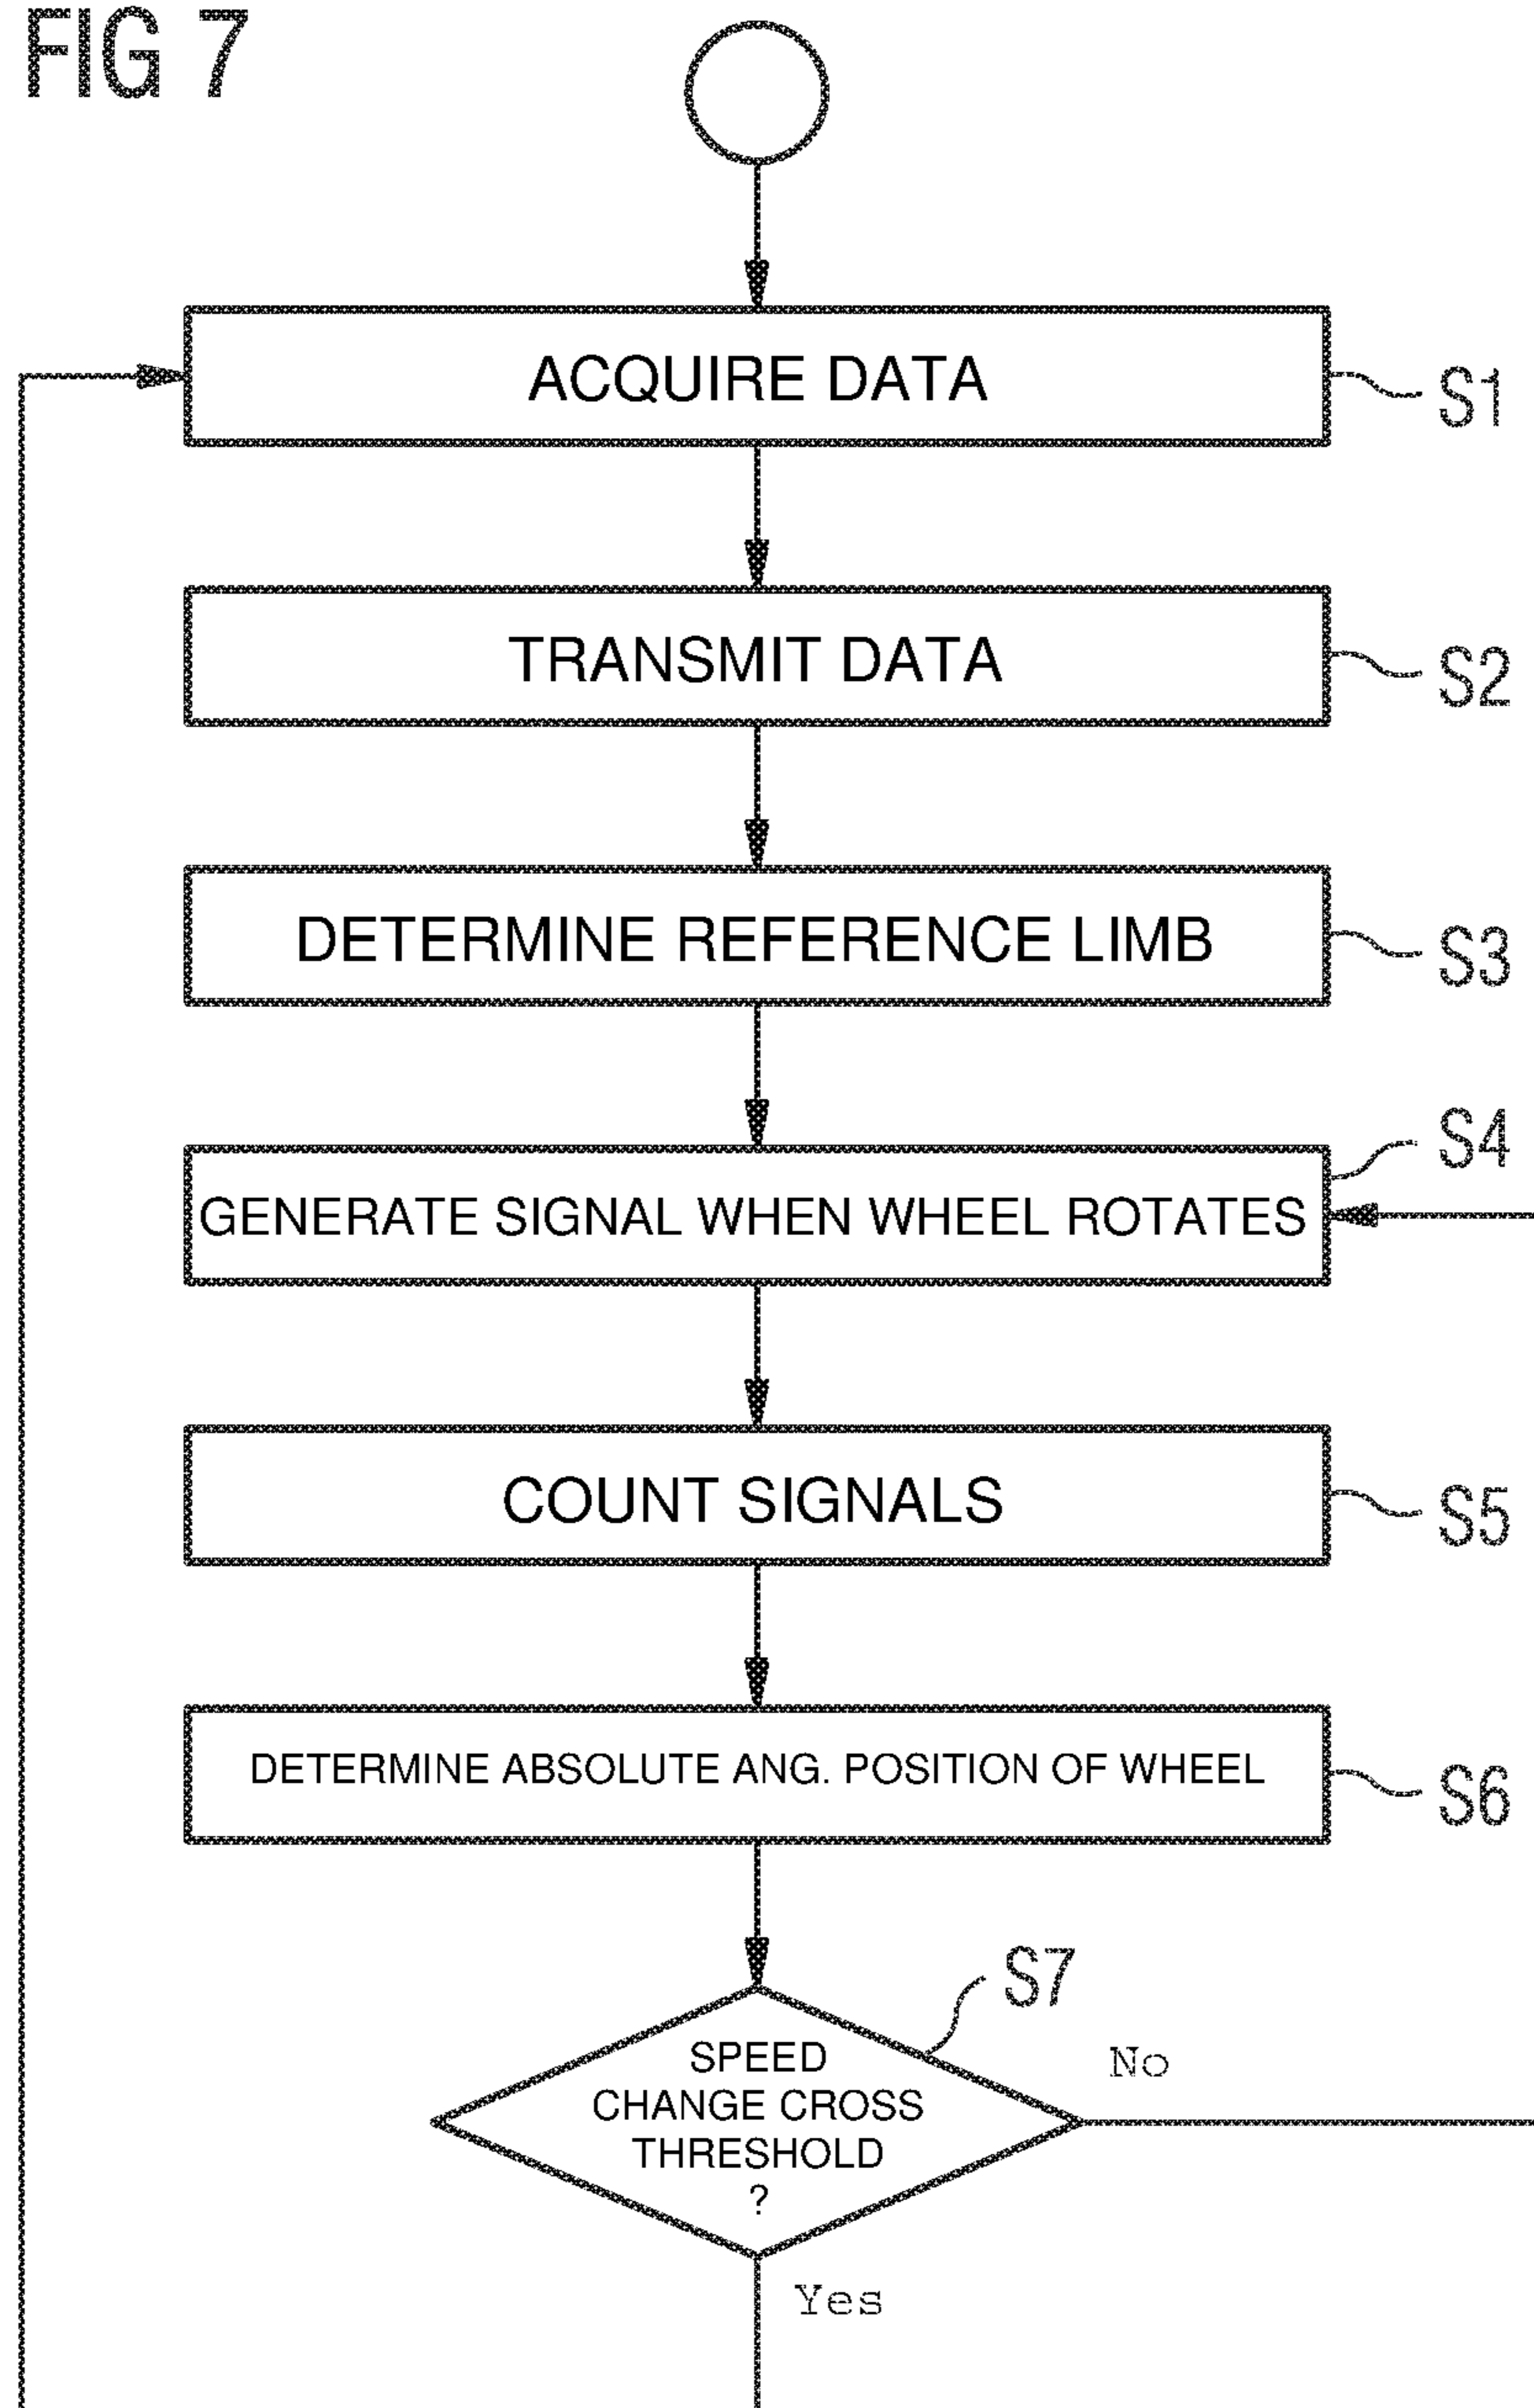 FIG 7
ACQUIRE DATA
S1
TRANSMIT DATA
S2
DETERMINE REFERENCE LIMB
S3
S4
GENERATE SIGNAL WHEN WHEEL ROTATES
COUNT SIGNALS
S5
DETERMINE ABSOLUTE ANG. POSITION OF WHEEL
S6
S7
SPEED
CHANGE CROSS
THRESHOLD
?
No
Yes